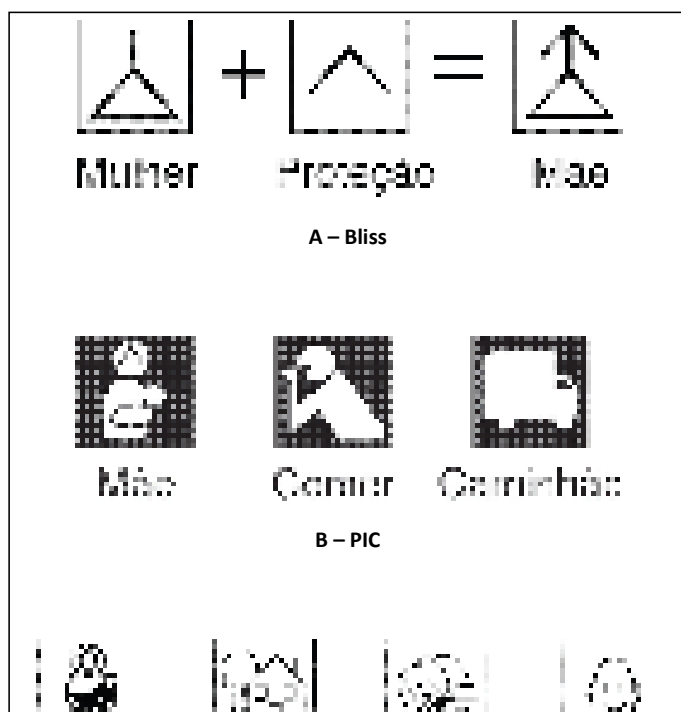 Mulher + Proteção = Mãe
A – Bliss
Mãe Comer Caminhão
B – PIC